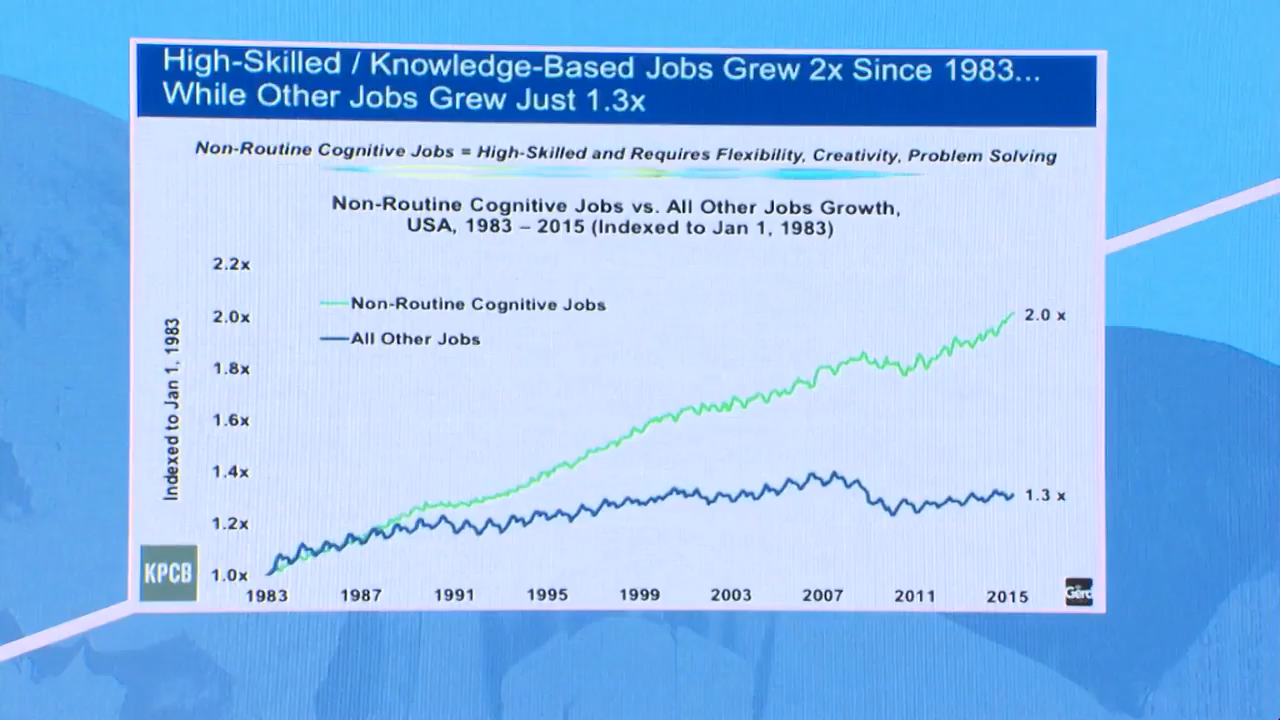 High-Skilled / Knowledge-Based Jobs Grew 2x Since 1983...
While Other Jobs Grew Just 1.3x
Non-Routine Cognitive Jobs = High-Skilled and Requires Flexibility, Creativity, Problem Solving
Non-Routine Cognitive Jobs vs. All Other Jobs Growth,
USA, 1983 – 2015 (Indexed to Jan 1, 1983)
Indexed to Jan 1, 1983
2.2x
2.0x
1.8x
1.6x
1.4x
1.2x
1.0x
Non-Routine Cognitive Jobs
All Other Jobs
2.0 x
1.3 x
1983 1987 1991 1995 1999 2003 2007 2011 2015
KPCB
Gerd